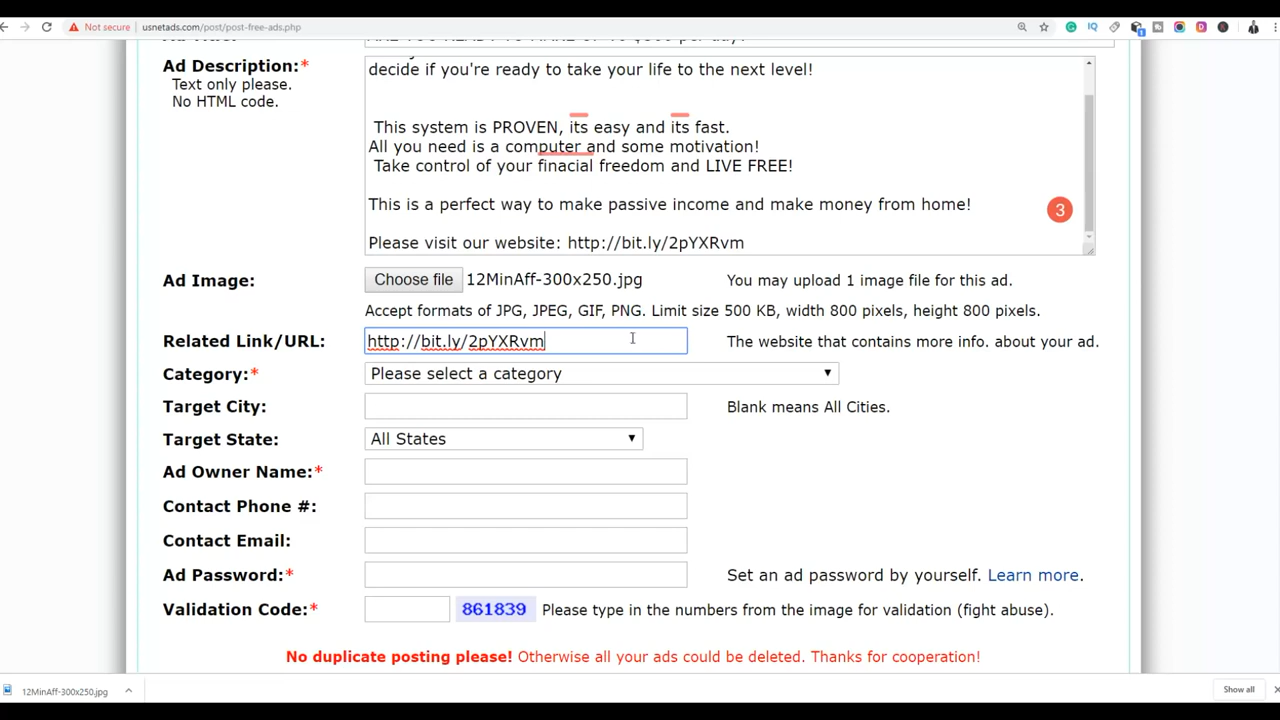 Not secure | usnetads.com/post/post-free-ads.php
Ad Description:*
Text only please.
No HTML code.
decide if you're ready to take your life to the next level!
This system is PROVEN, its easy and its fast.
All you need is a computer and some motivation!
Take control of your finacial freedom and LIVE FREE!
This is a perfect way to make passive income and make money from home!
3
Please visit our website: http://bit.ly/2pYXRvm
Ad Image: Choose file 12MinAff-300x250.jpg You may upload 1 image file for this ad.
Accept formats of JPG, JPEG, GIF, PNG. Limit size 500 KB, width 800 pixels, height 800 pixels.
Related Link/URL: http://bit.ly/2pYXRvm The website that contains more info. about your ad.
Category:* Please select a category
Target City: Blank means All Cities.
Target State: All States
Ad Owner Name:*
Contact Phone #:
Contact Email:
Ad Password:* Set an ad password by yourself. Learn more.
Validation Code:* 861839 Please type in the numbers from the image for validation (fight abuse).
No duplicate posting please! Otherwise all your ads could be deleted. Thanks for cooperation!
12MinAff-300x250.jpg Show all